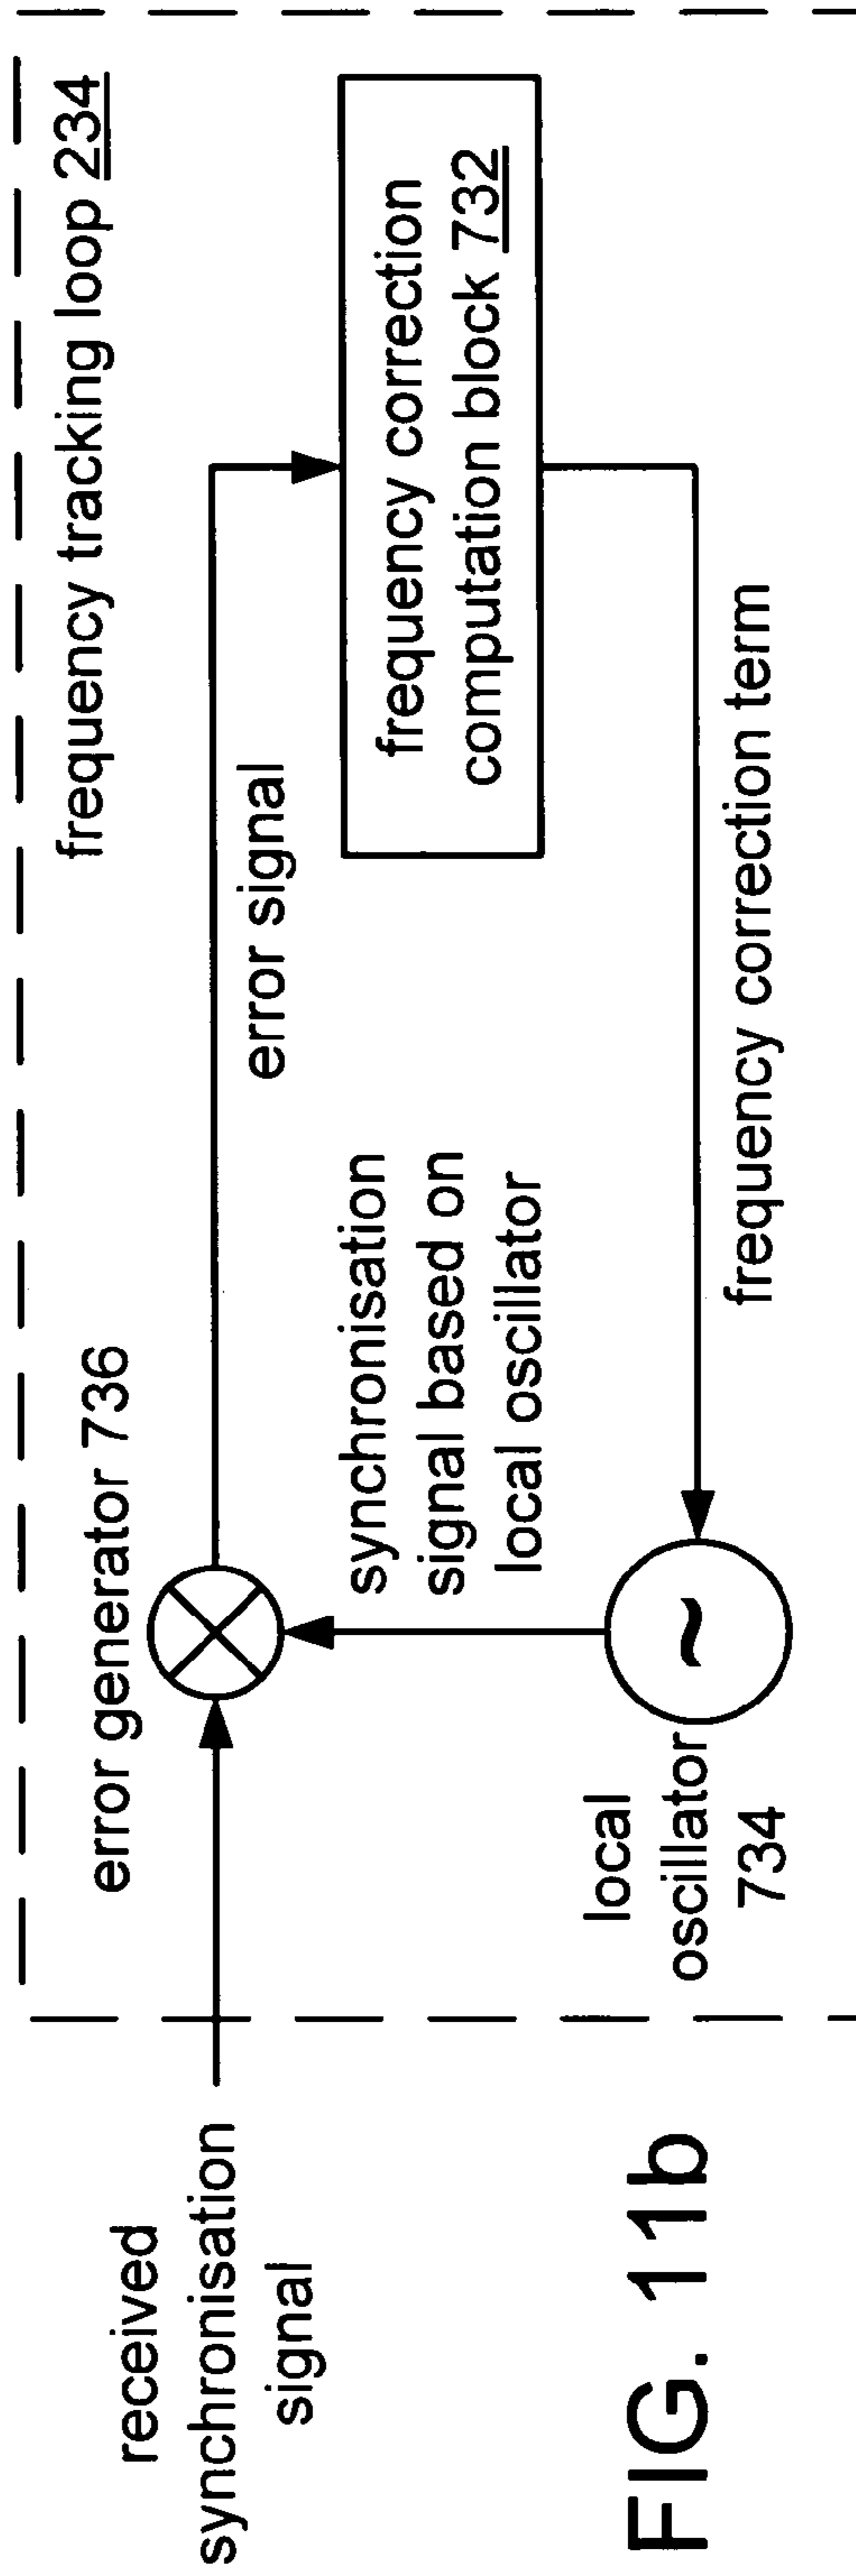 frequency tracking loop 234
error generator 736
error signal
received
synchronisation
signal
frequency correction
computation block 732
synchronisation
signal based on
local oscillator
local
oscillator
734
~
frequency correction term
FIG. 11b